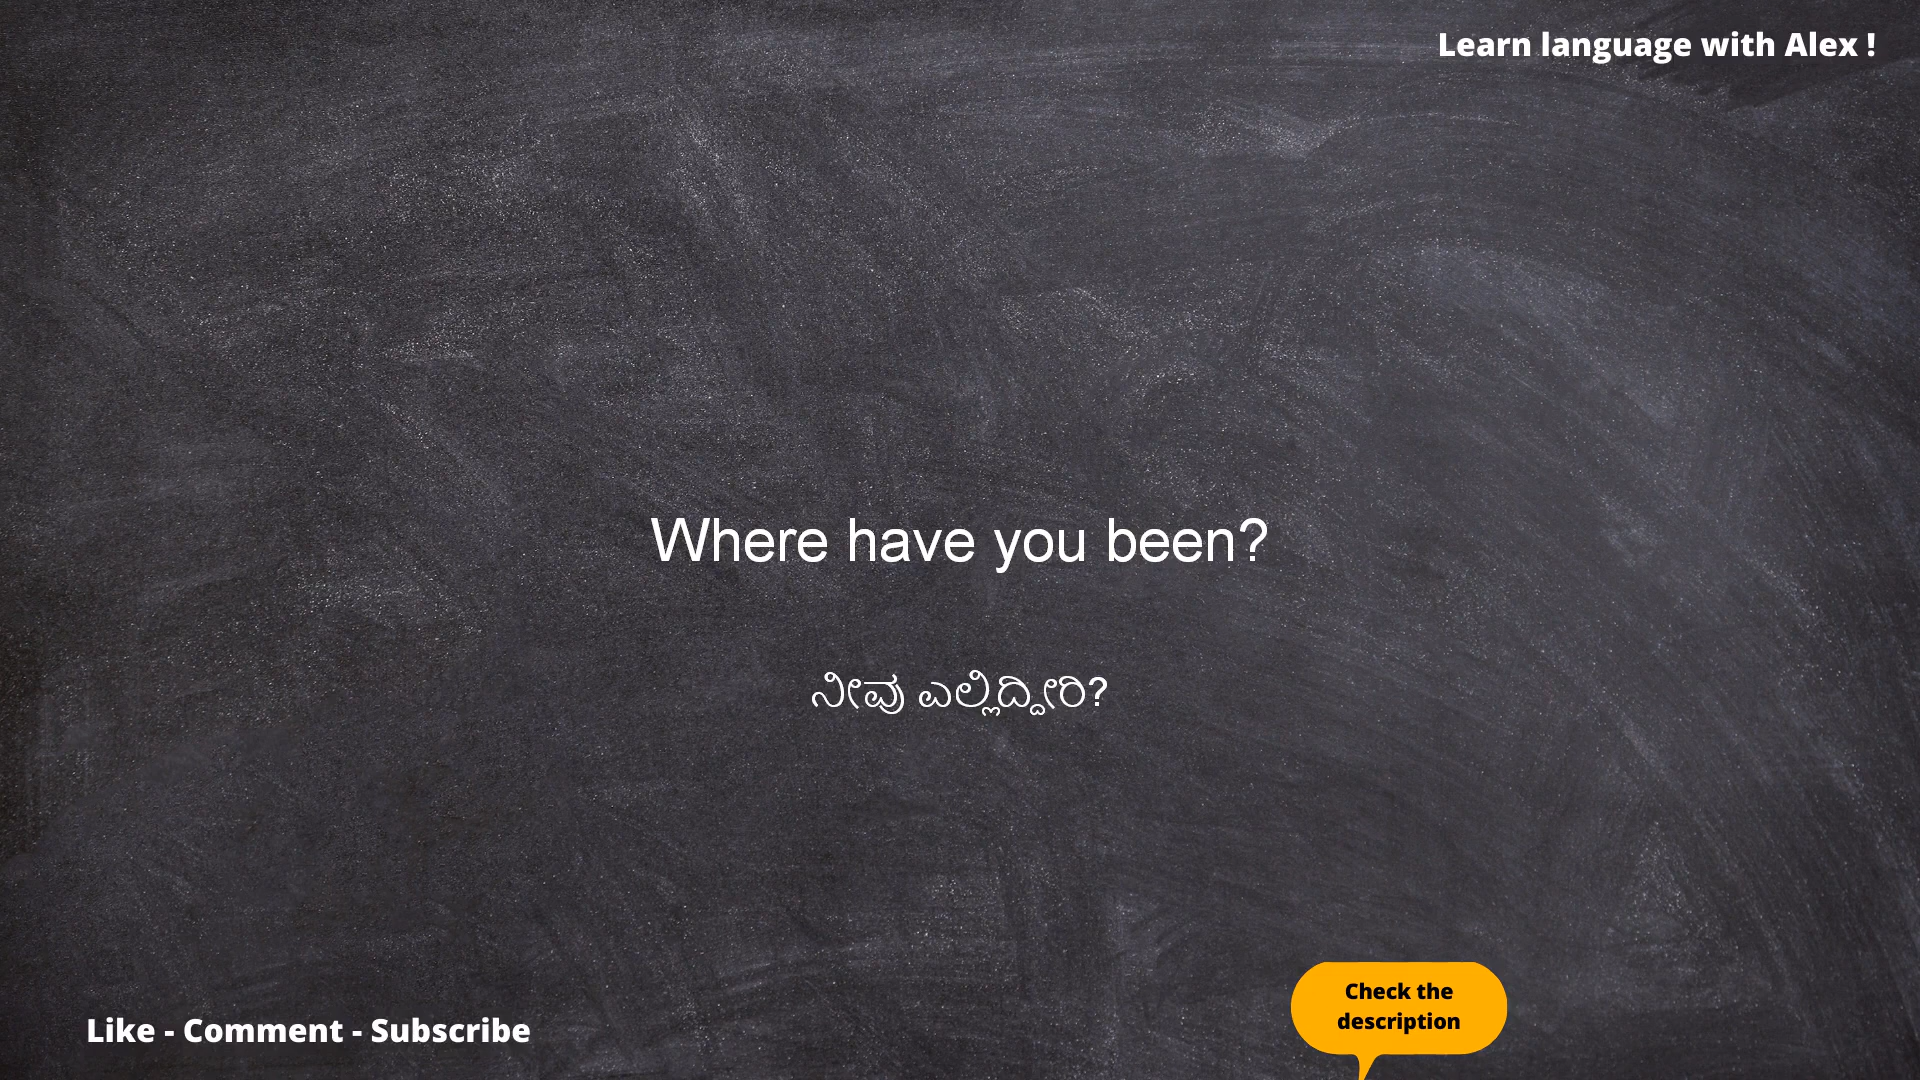 Learn language with Alex !
Where have you been?
ನೀವು ಎಲ್ಲಿದ್ದೀರಿ?
Check the
description
Like - Comment - Subscribe